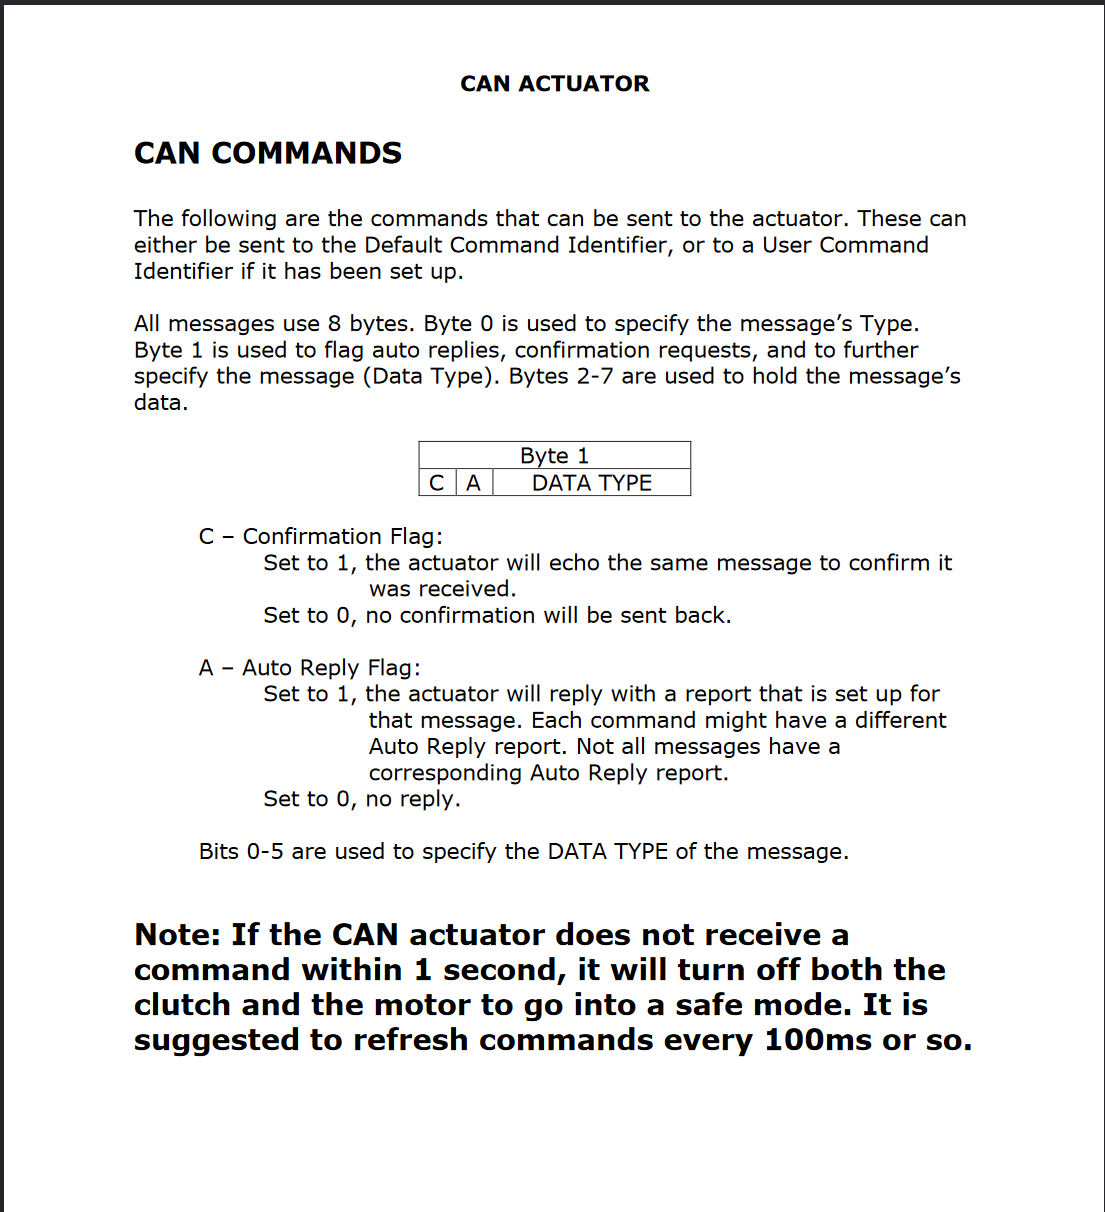 CAN ACTUATOR
CAN COMMANDS
The following are the commands that can be sent to the actuator. These can
either be sent to the Default Command Identifier, or to a User Command
Identifier if it has been set up.
All messages use 8 bytes. Byte 0 is used to specify the message’s Type.
Byte 1 is used to flag auto replies, confirmation requests, and to further
specify the message (Data Type). Bytes 2-7 are used to hold the message’s
data.
Byte 1
C A DATA TYPE
C – Confirmation Flag:
Set to 1, the actuator will echo the same message to confirm it
was received.
Set to 0, no confirmation will be sent back.
A – Auto Reply Flag:
Set to 1, the actuator will reply with a report that is set up for
that message. Each command might have a different
Auto Reply report. Not all messages have a
corresponding Auto Reply report.
Set to 0, no reply.
Bits 0-5 are used to specify the DATA TYPE of the message.
Note: If the CAN actuator does not receive a
command within 1 second, it will turn off both the
clutch and the motor to go into a safe mode. It is
suggested to refresh commands every 100ms or so.